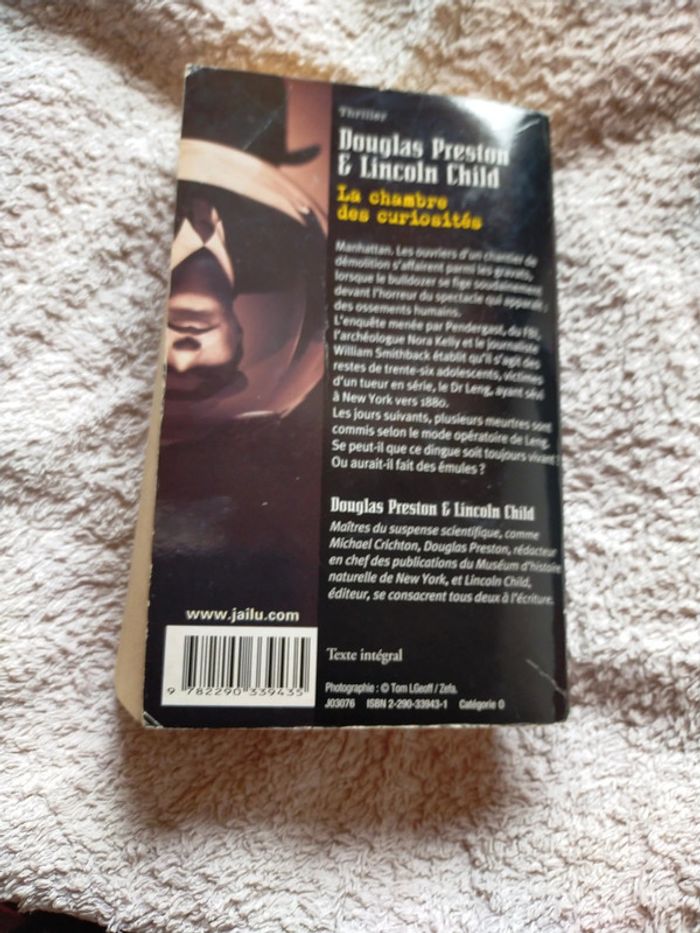 Thriller
Douglas Preston
& Lincoln Child
La chambre
des curiosités
Manhattan. Les ouvriers d'un chantier de
démolition s'affairent parmi les gravats,
lorsque le bulldozer se fige soudainement
devant l'horreur du spectacle qui apparaît :
des ossements humains.
L'enquête menée par Pendergast, du FBI,
l'archéologue Nora Kelly et le journaliste
William Smithback établit qu'il s'agit des
restes de trente-six adolescents, victimes
d'un tueur en série, le Dr Leng, ayant sévi
à New York vers 1880.
Les jours suivants, plusieurs meurtres sont
commis selon le mode opératoire de Leng.
Se peut-il que ce dingue soit toujours vivant ?
Ou aurait-il fait des émules ?
Douglas Preston & Lincoln Child
Maîtres du suspense scientifique, comme
Michael Crichton, Douglas Preston, rédacteur
en chef des publications du Muséum d'histoire
naturelle de New York, et Lincoln Child,
éditeur, se consacrent tous deux à l'écriture.
www.jailu.com
9 782290 339435
Texte intégral
Photographie : © Tom LGeoff / Zefa.
J03076 ISBN 2-290-33943-1 Catégorie O